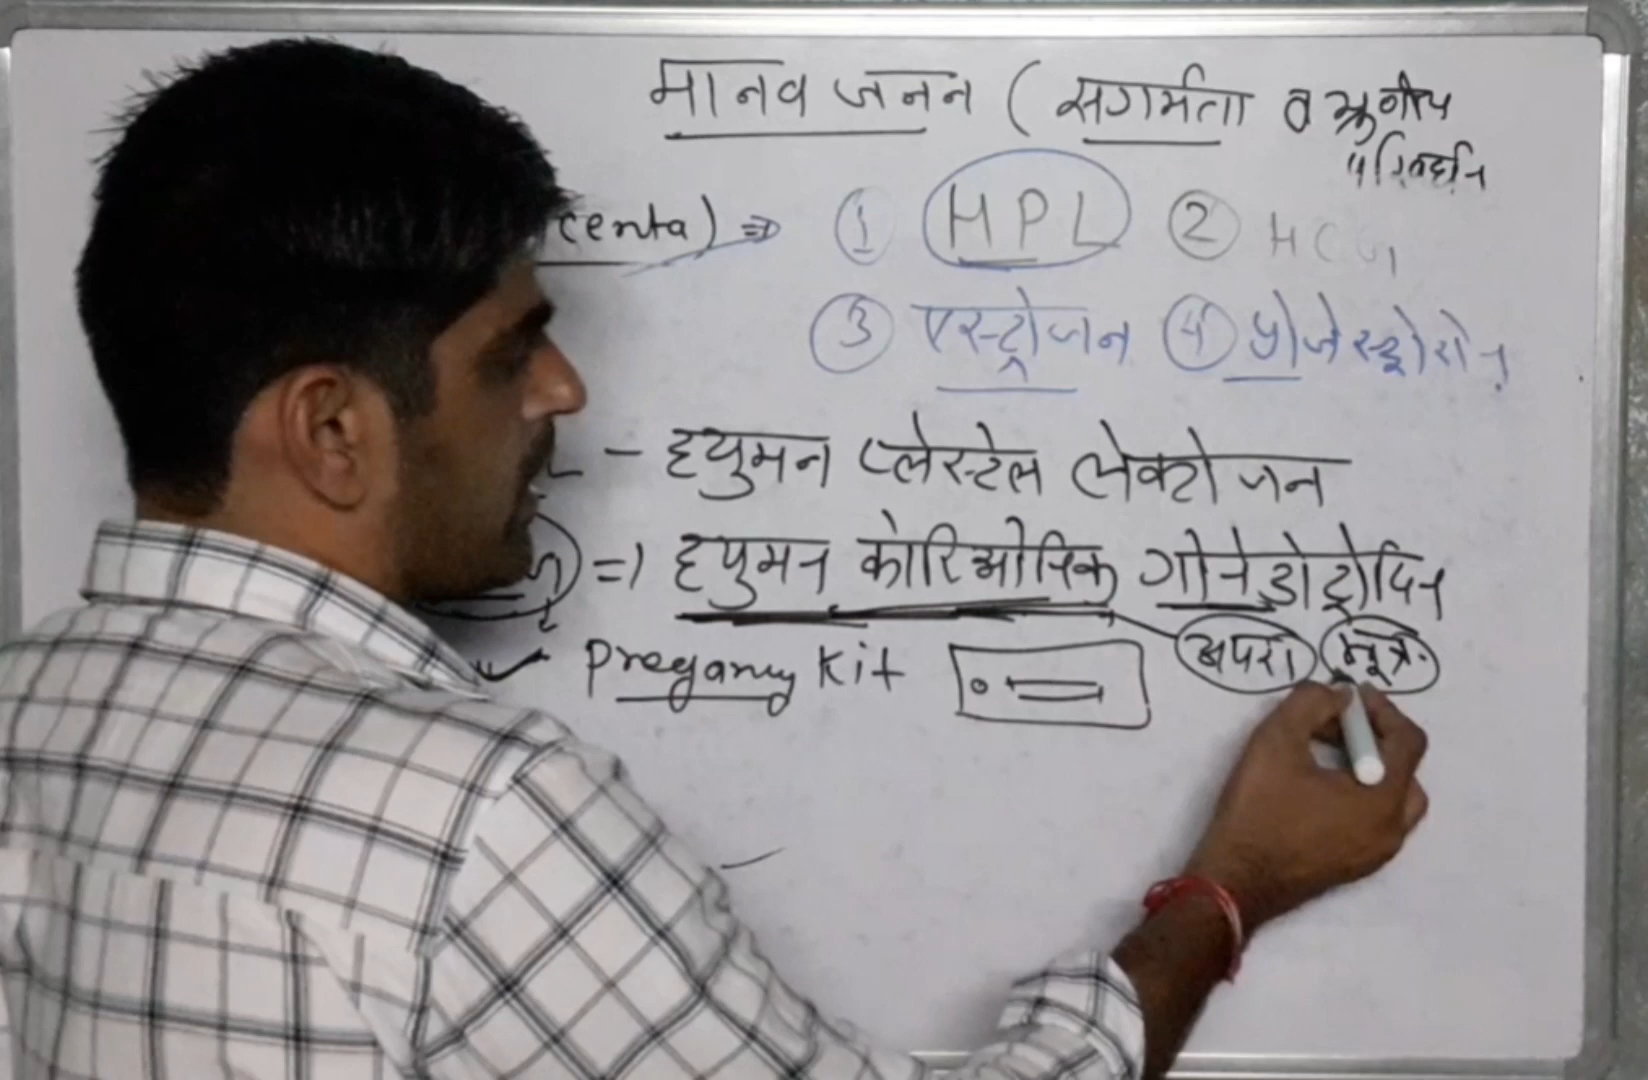 मानव जनन ( सगर्भता व भ्रुणीय
परिवर्धन
centa) ⇒ ① HPL ② HCG
③ एस्ट्रोजन ④ प्रोजेस्ट्रोरोन
- ह्युमन प्लेस्टेल लेक्टोजन
=) ह्युमन कोरिओनिक गोनेडोट्रोपिन
Pregancy Kit अपरा मूत्र.